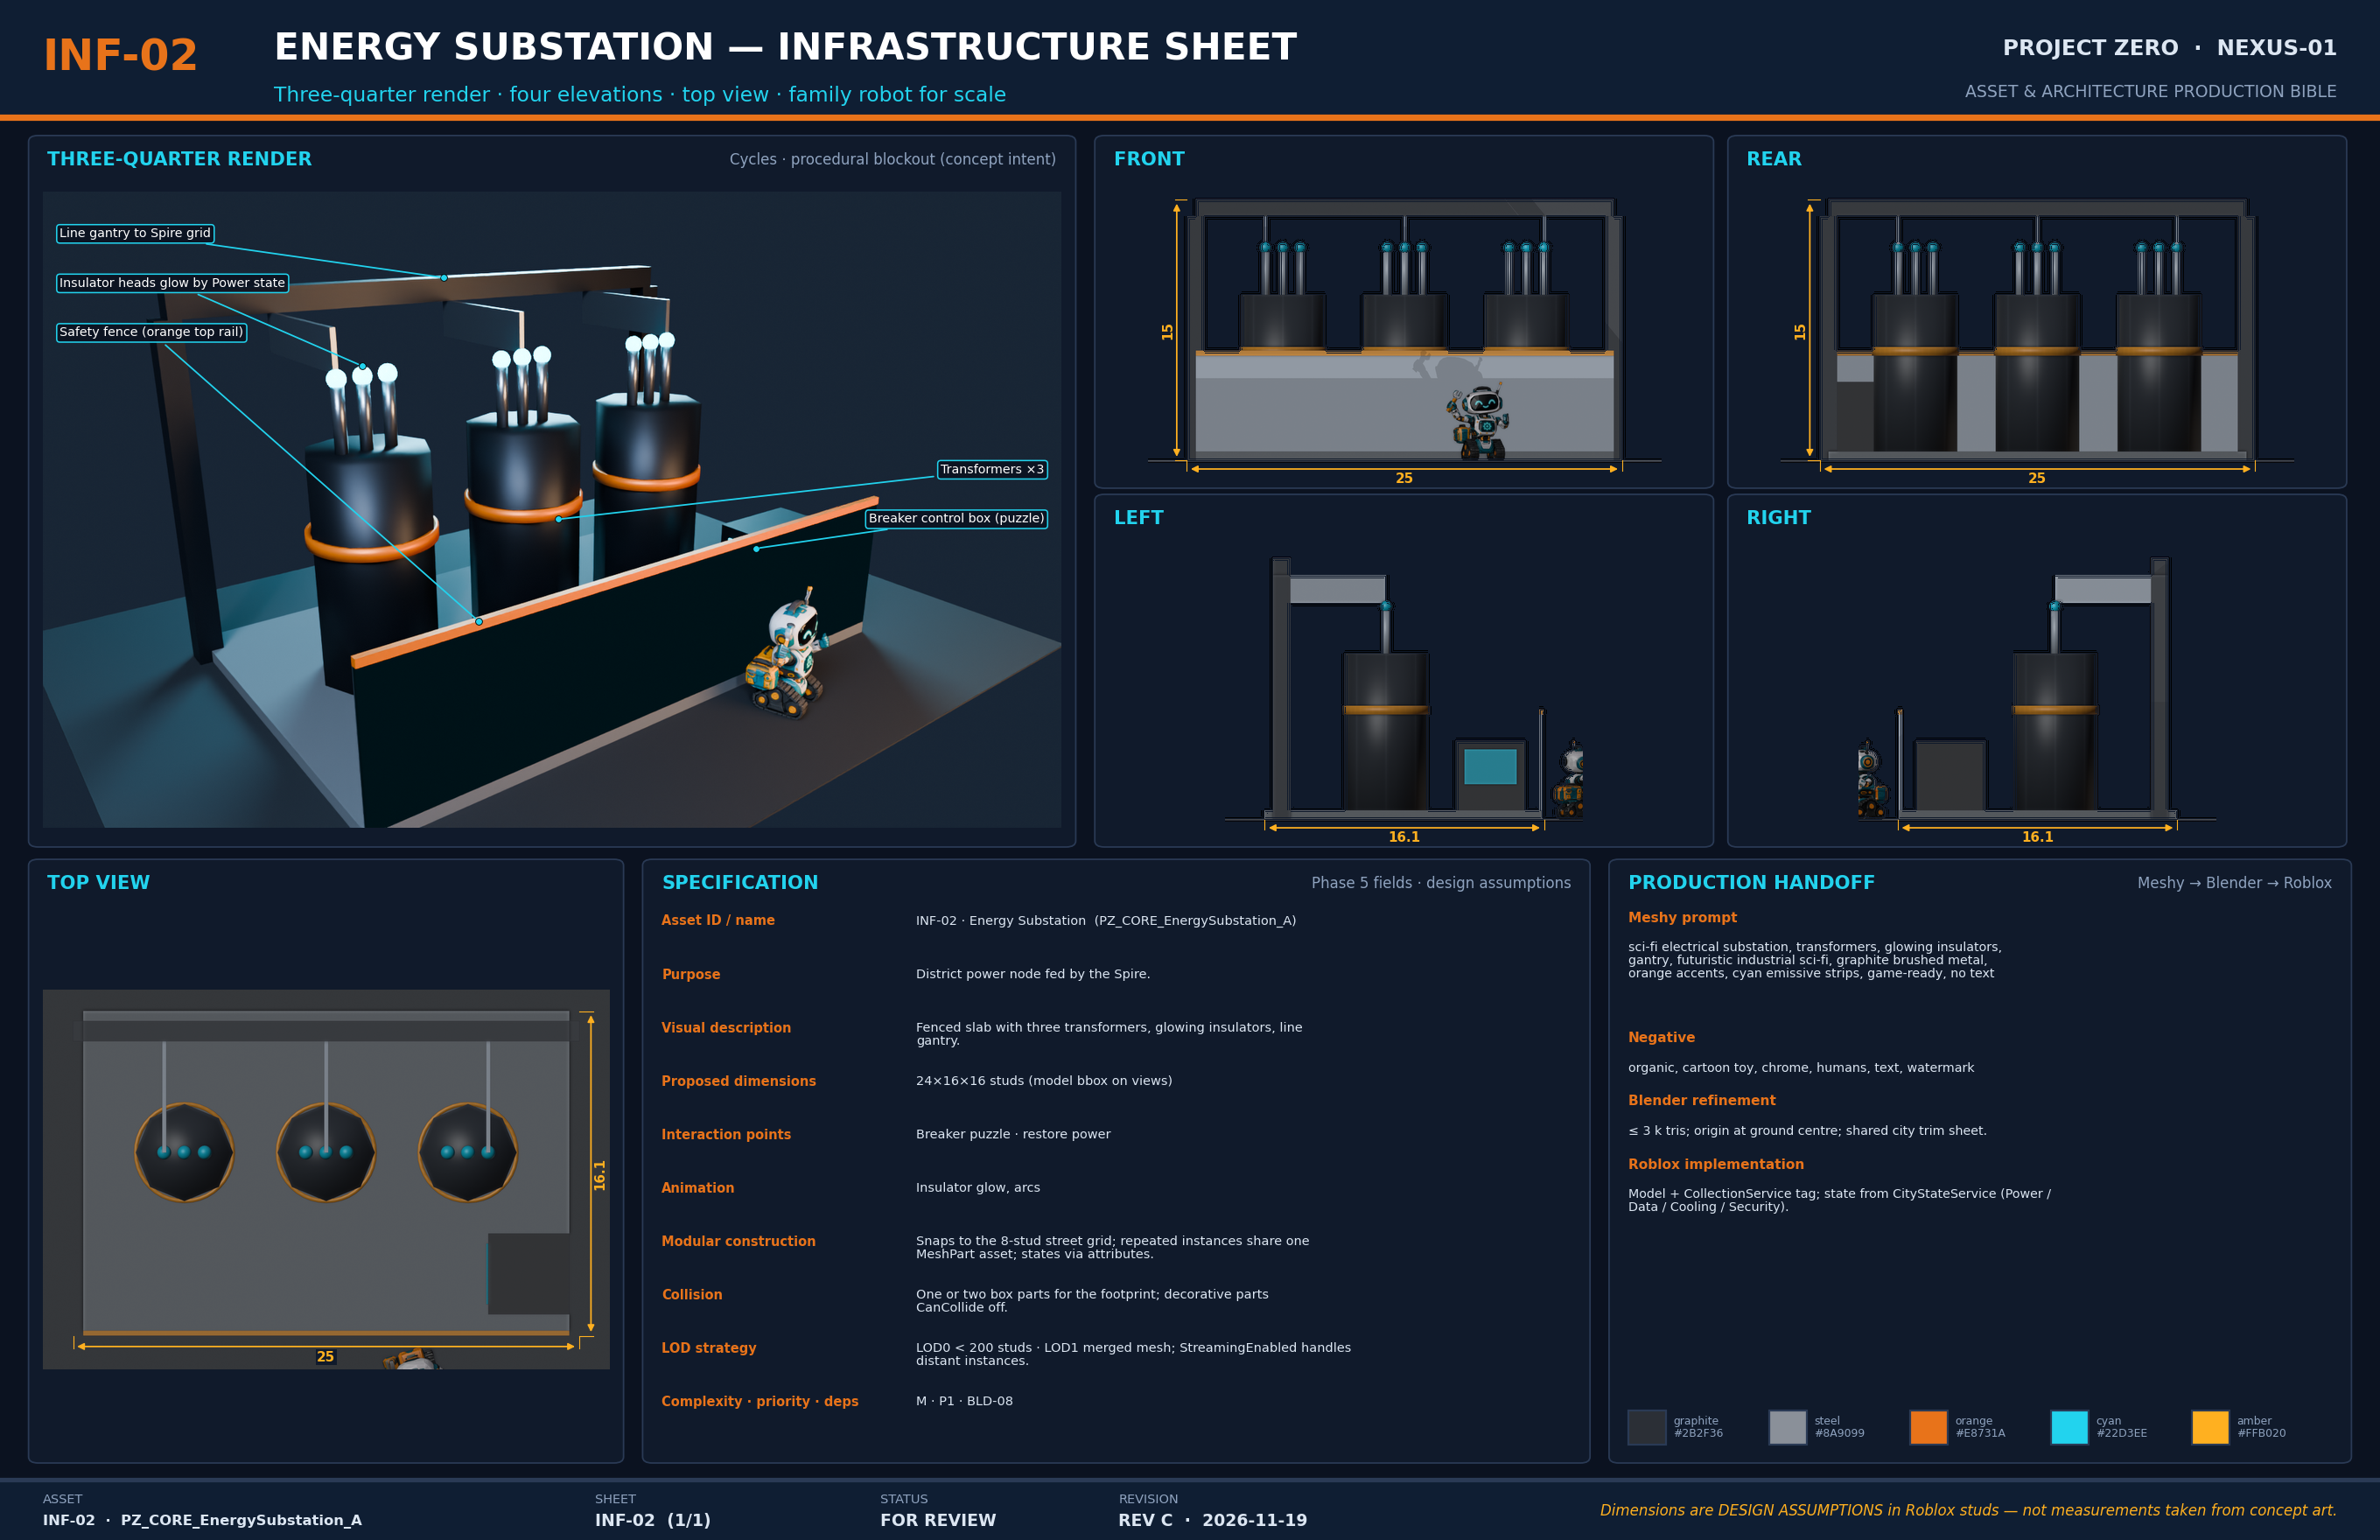 INF-02
ENERGY SUBSTATION — INFRASTRUCTURE SHEET
Three-quarter render · four elevations · top view · family robot for scale
PROJECT ZERO · NEXUS-01
ASSET & ARCHITECTURE PRODUCTION BIBLE
THREE-QUARTER RENDER
Cycles · procedural blockout (concept intent)
Line gantry to Spire grid
Insulator heads glow by Power state
Safety fence (orange top rail)
Transformers ×3
Breaker control box (puzzle)
FRONT
15
25
REAR
15
25
LEFT
16.1
RIGHT
16.1
TOP VIEW
16.1
25
SPECIFICATION
Phase 5 fields · design assumptions
Asset ID / name
INF-02 · Energy Substation (PZ_CORE_EnergySubstation_A)
Purpose
District power node fed by the Spire.
Visual description
Fenced slab with three transformers, glowing insulators, line
gantry.
Proposed dimensions
24×16×16 studs (model bbox on views)
Interaction points
Breaker puzzle · restore power
Animation
Insulator glow, arcs
Modular construction
Snaps to the 8-stud street grid; repeated instances share one
MeshPart asset; states via attributes.
Collision
One or two box parts for the footprint; decorative parts
CanCollide off.
LOD strategy
LOD0 < 200 studs · LOD1 merged mesh; StreamingEnabled handles
distant instances.
Complexity · priority · deps
M · P1 · BLD-08
PRODUCTION HANDOFF
Meshy → Blender → Roblox
Meshy prompt
sci-fi electrical substation, transformers, glowing insulators,
gantry, futuristic industrial sci-fi, graphite brushed metal,
orange accents, cyan emissive strips, game-ready, no text
Negative
organic, cartoon toy, chrome, humans, text, watermark
Blender refinement
≤ 3 k tris; origin at ground centre; shared city trim sheet.
Roblox implementation
Model + CollectionService tag; state from CityStateService (Power /
Data / Cooling / Security).
graphite
#2B2F36
steel
#8A9099
orange
#E8731A
cyan
#22D3EE
amber
#FFB020
ASSET
INF-02 · PZ_CORE_EnergySubstation_A
SHEET
INF-02 (1/1)
STATUS
FOR REVIEW
REVISION
REV C · 2026-11-19
Dimensions are DESIGN ASSUMPTIONS in Roblox studs — not measurements taken from concept art.